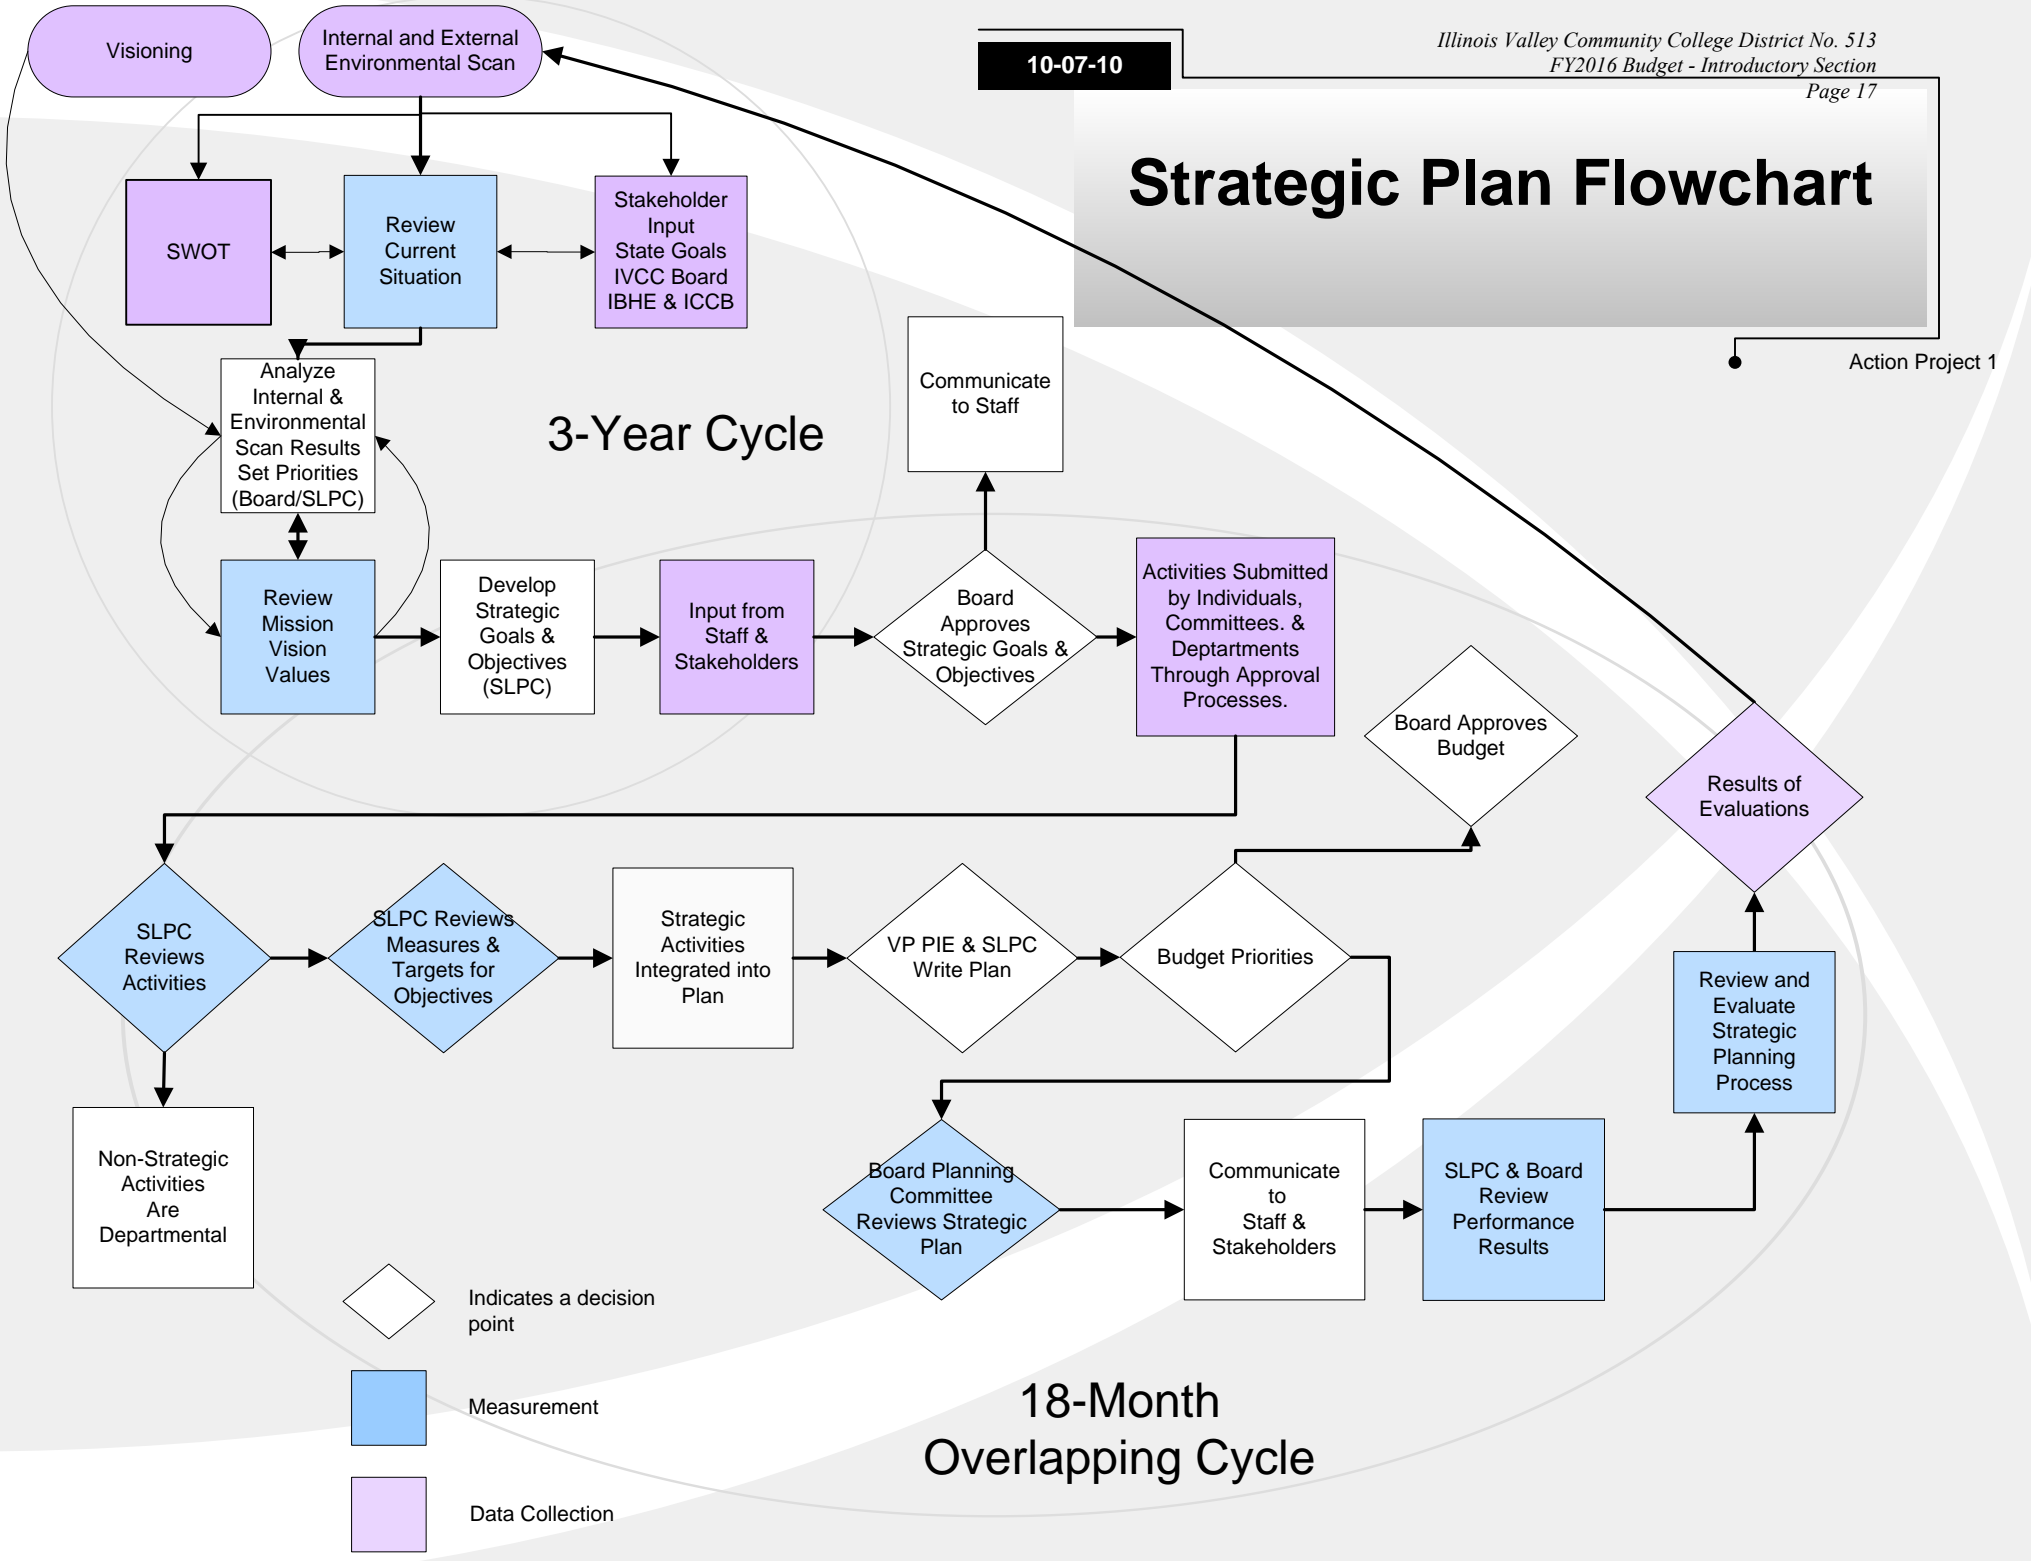 Visioning
Internal and External
Environmental Scan
10-07-10
Illinois Valley Community College District No. 513
FY2016 Budget - Introductory Section
Page 17
Strategic Plan Flowchart
Action Project 1
SWOT
Review
Current
Situation
Stakeholder
Input
State Goals
IVCC Board
IBHE & ICCB
Analyze
Internal &
Environmental
Scan Results
Set Priorities
(Board/SLPC)
3-Year Cycle
Communicate
to Staff
Review
Mission
Vision
Values
Develop
Strategic
Goals &
Objectives
(SLPC)
Input from
Staff &
Stakeholders
Board
Approves
Strategic Goals &
Objectives
Activities Submitted
by Individuals,
Committees. &
Deptartments
Through Approval
Processes.
Board Approves
Budget
Results of
Evaluations
SLPC
Reviews
Activities
SLPC Reviews
Measures &
Targets for
Objectives
Strategic
Activities
Integrated into
Plan
VP PIE & SLPC
Write Plan
Budget Priorities
Review and
Evaluate
Strategic
Planning
Process
Non-Strategic
Activities
Are
Departmental
Board Planning
Committee
Reviews Strategic
Plan
Communicate
to
Staff &
Stakeholders
SLPC & Board
Review
Performance
Results
Indicates a decision
point
Measurement
Data Collection
18-Month
Overlapping Cycle